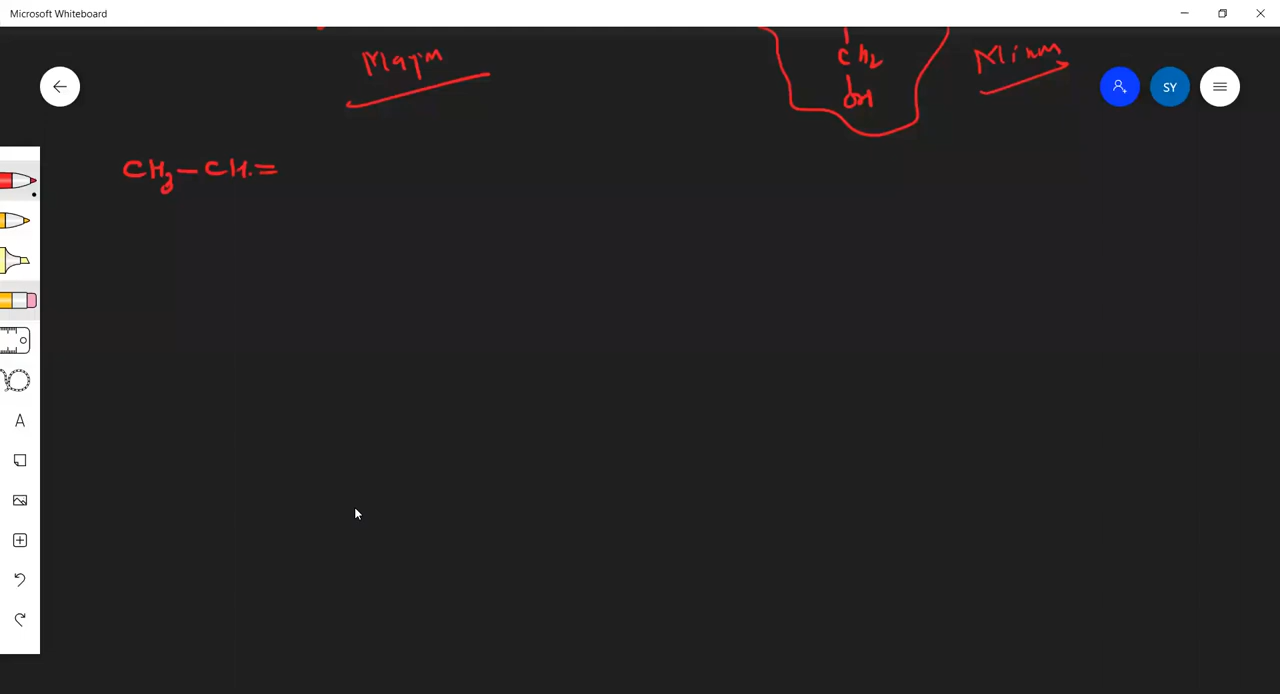 Microsoft Whiteboard
Major
CH2
OH
Minor
SY
CH3-CH=
A